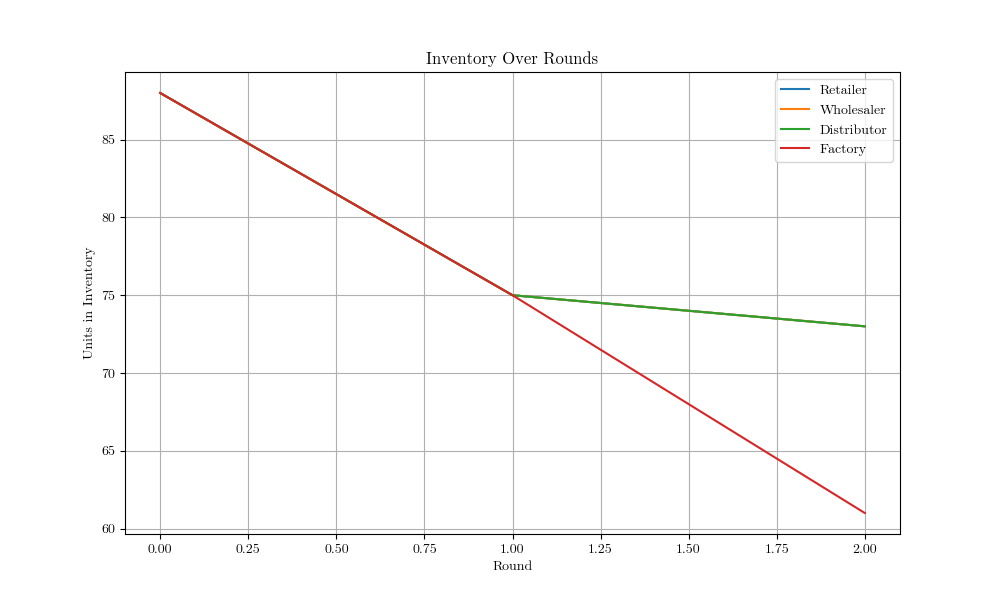 Inventory Over Rounds
Retailer
Wholesaler
Distributor
Factory
Units in Inventory
85
80
75
70
65
60
0.00 0.25 0.50 0.75 1.00 1.25 1.50 1.75 2.00
Round